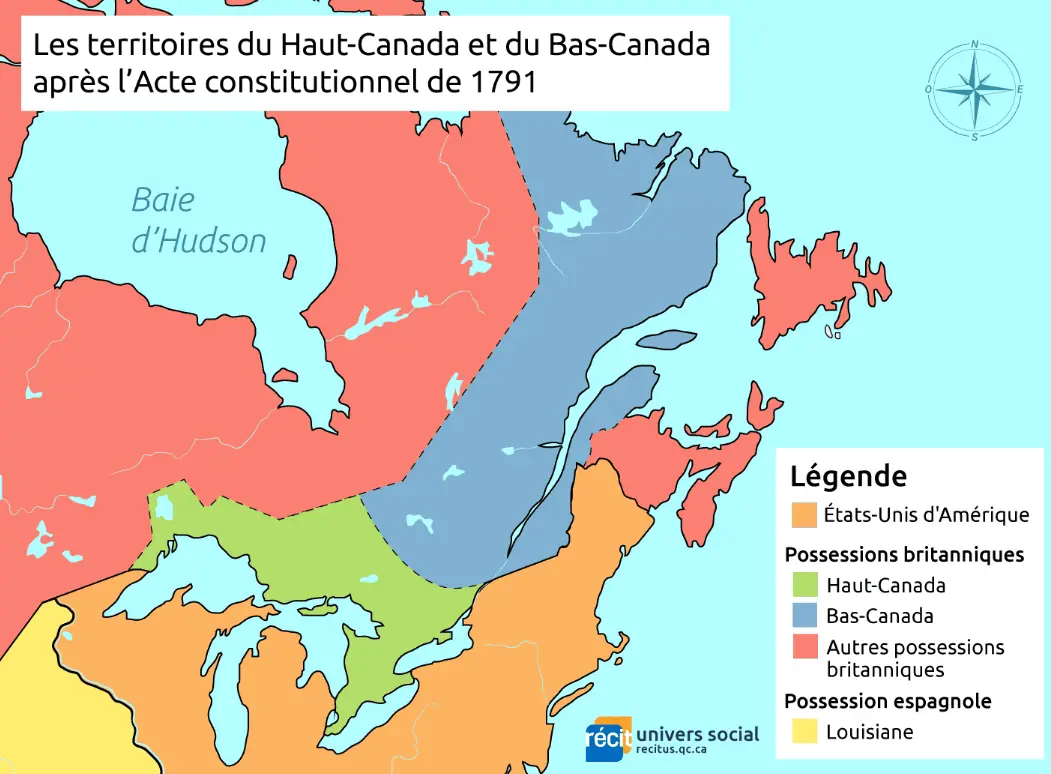 Les territoires du Haut-Canada et du Bas-Canada
après l’Acte constitutionnel de 1791
N
O
E
S
Baie
d’Hudson
Légende
États-Unis d'Amérique
Possessions britanniques
Haut-Canada
Bas-Canada
Autres possessions
britanniques
Possession espagnole
Louisiane
récit
univers social
recitus.qc.ca